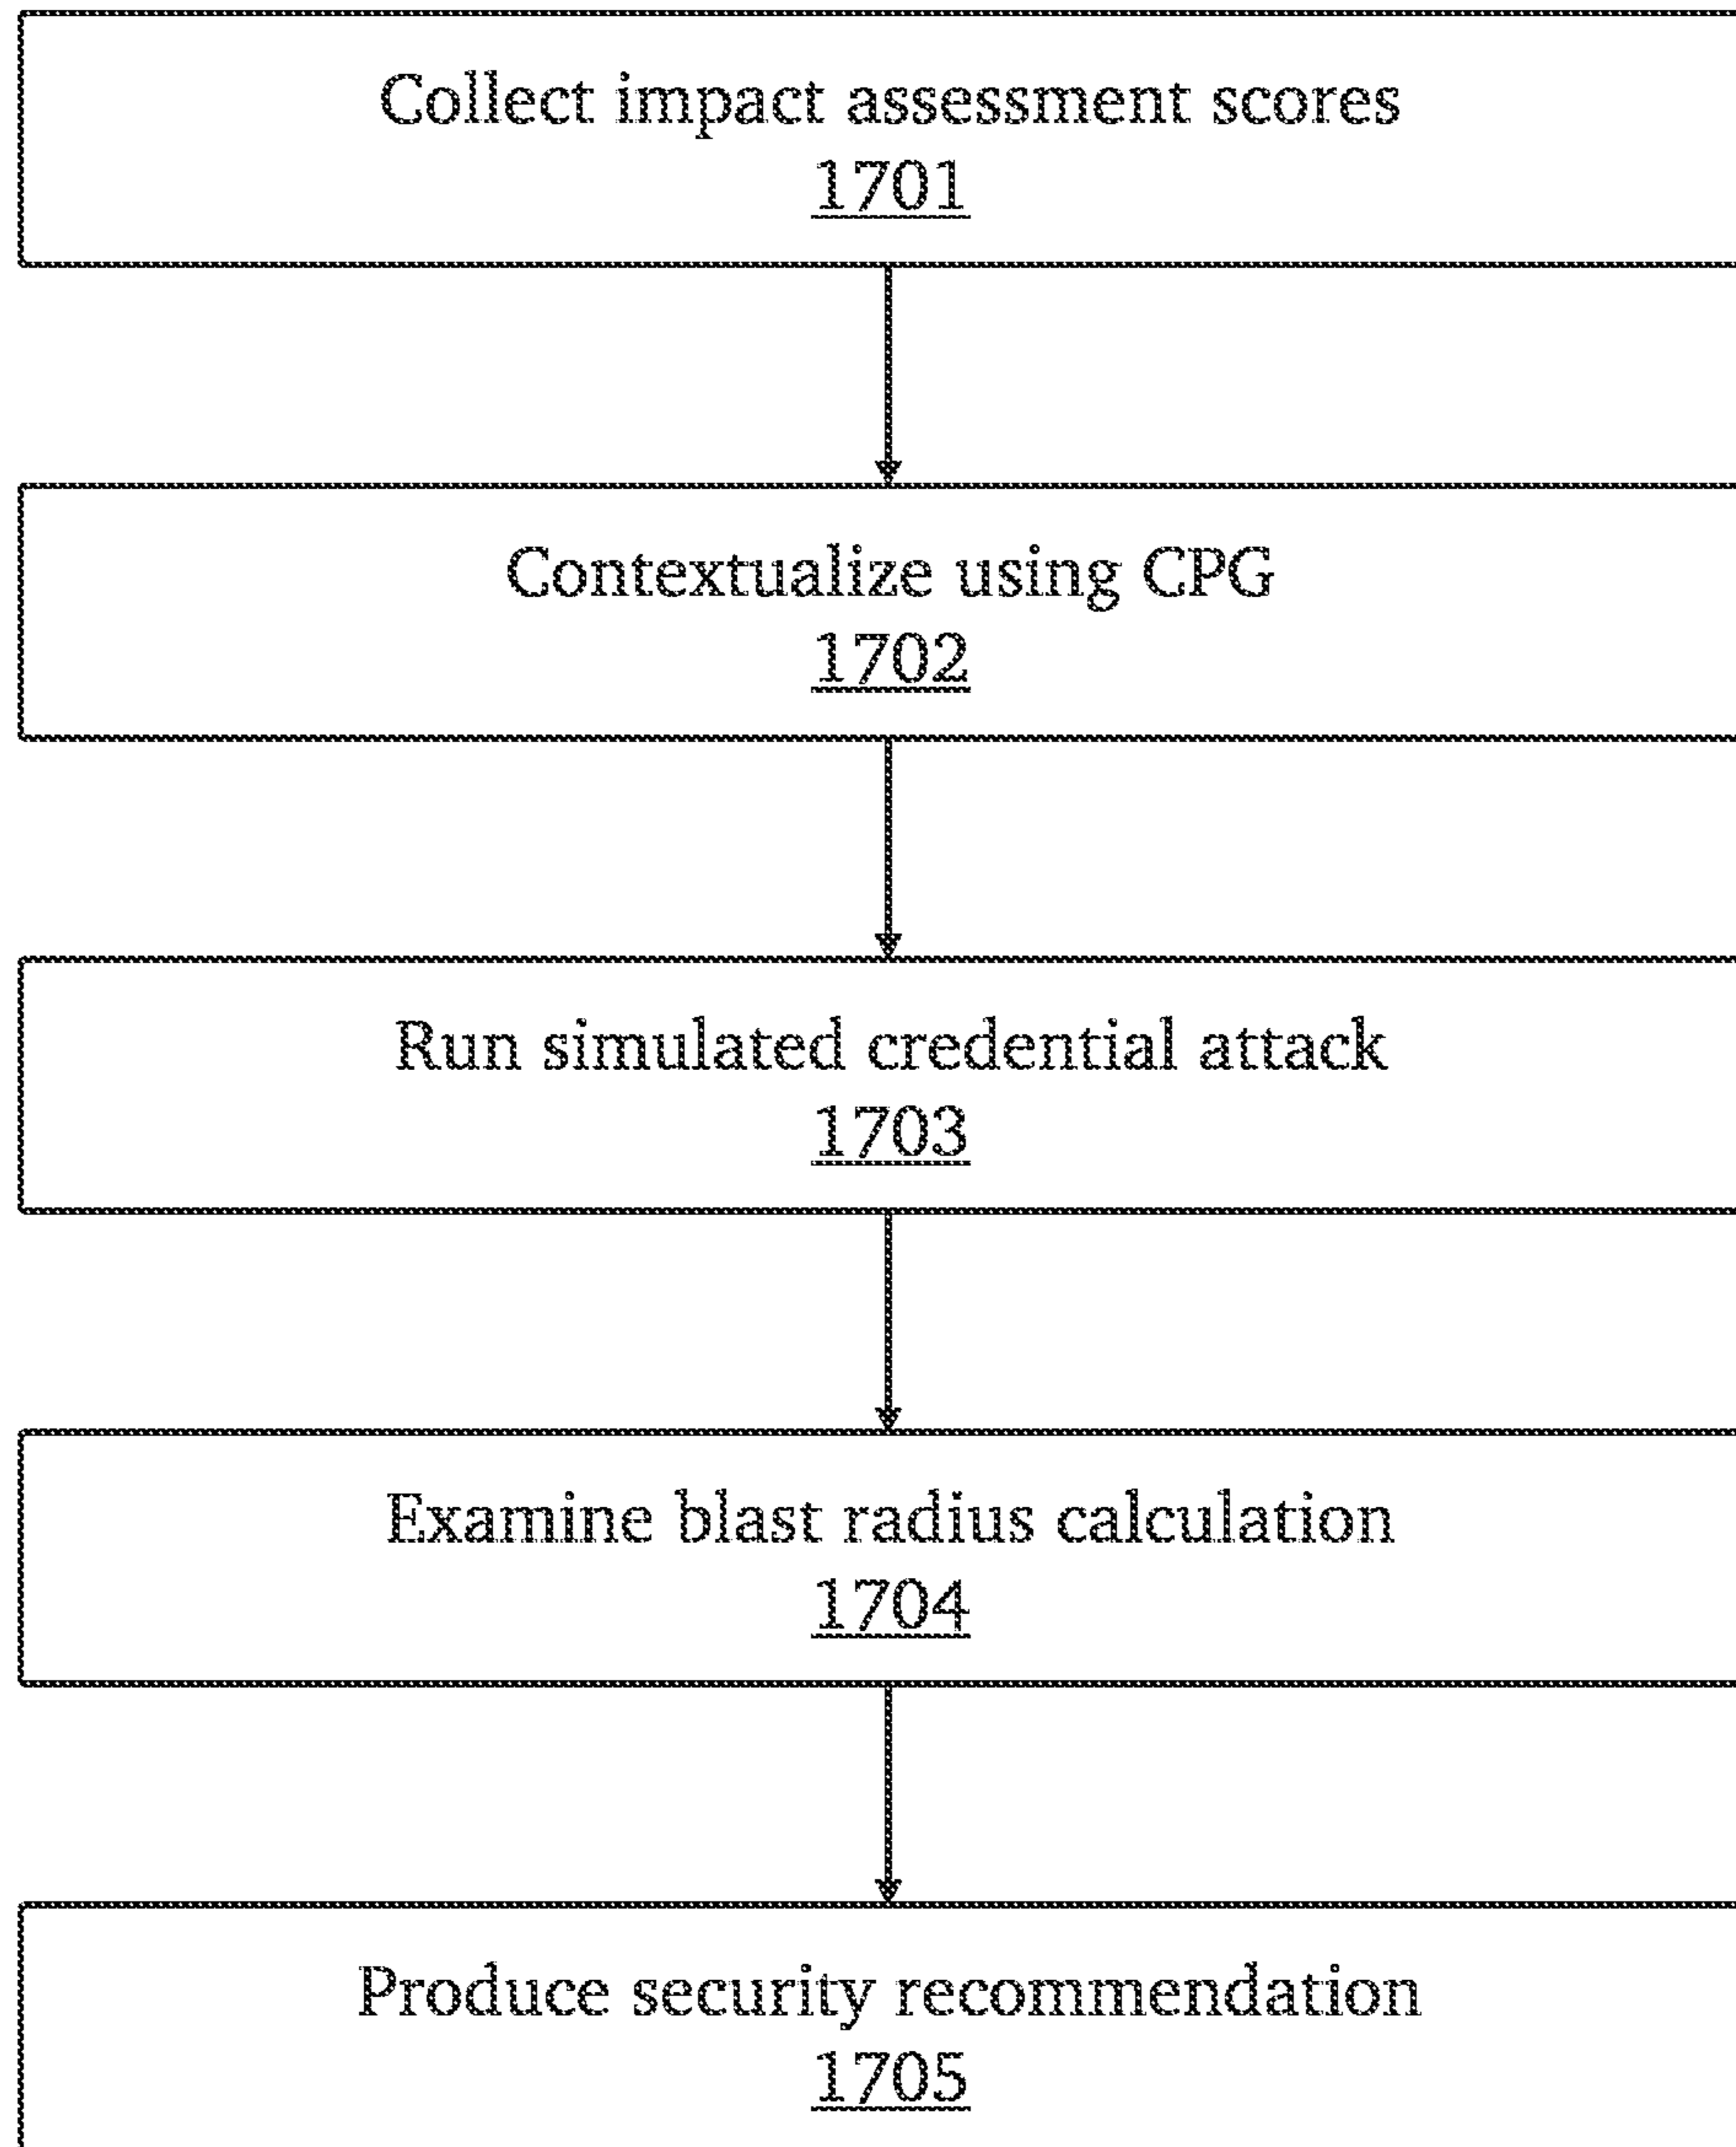 Collect impact assessment scores
1701
Contextualize using CPG
1702
Run simulated credential attack
1703
Examine blast radius calculation
1704
Produce security recommendation
1705